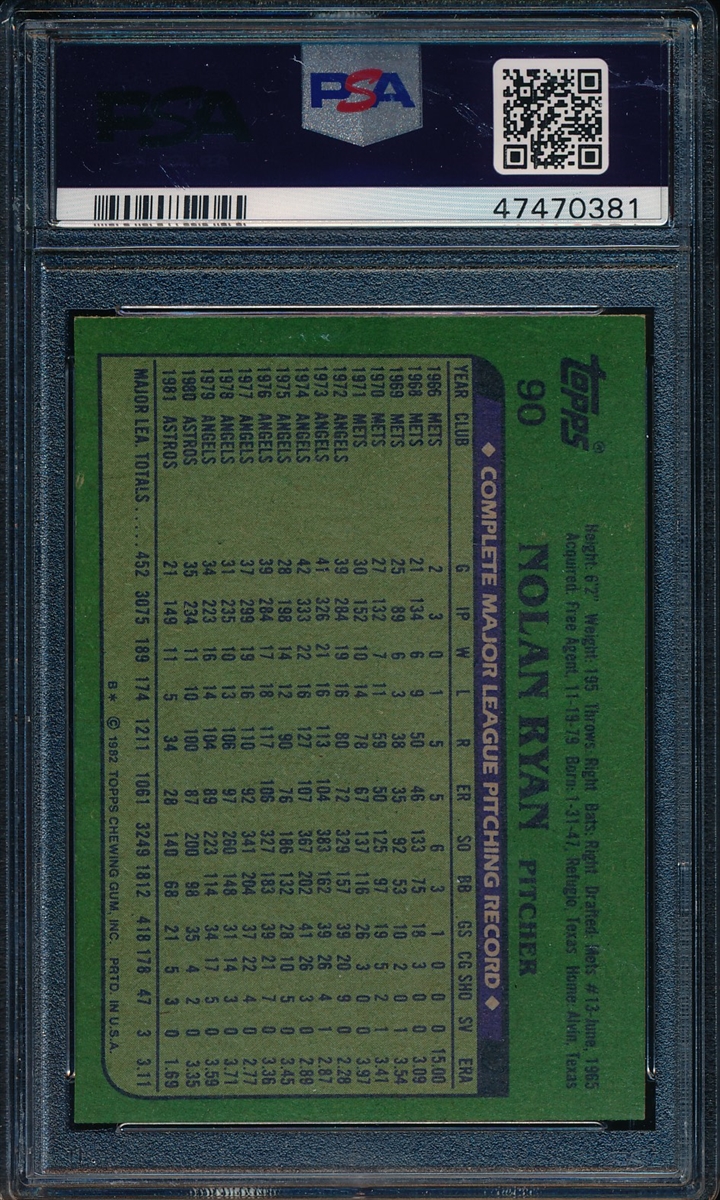 PSA
PSA
47470381
TOPPS®
90
Height: 6'2" Weight: 195 Throws: Right Bats: Right Drafted: Mets #13-June, 1965
Acquired: Free Agent, 11-19-79 Born: 1-31-47, Refugio, Texas Home: Alvin, Texas
NOLAN RYAN PITCHER
◆ COMPLETE MAJOR LEAGUE PITCHING RECORD ◆
YEAR CLUB G IP W L R ER SO BB GS CG SHO SV ERA
1966 METS 2 3 0 1 5 5 6 3 1 0 0 0 15.00
1968 METS 21 134 6 9 50 46 133 75 18 3 0 0 3.09
1969 METS 25 89 6 3 38 35 92 53 10 2 0 1 3.54
1970 METS 27 132 7 11 59 50 125 97 19 5 2 1 3.41
1971 METS 30 152 10 14 78 67 137 116 26 3 0 0 3.97
1972 ANGELS 39 284 19 16 80 72 329 157 39 20 9 0 2.28
1973 ANGELS 41 326 21 16 113 104 383 162 39 26 4 1 2.87
1974 ANGELS 42 333 22 16 127 107 367 202 41 26 3 0 2.89
1975 ANGELS 28 198 14 12 90 76 186 132 28 10 5 0 3.45
1976 ANGELS 39 284 17 18 117 106 327 183 39 21 7 0 3.36
1977 ANGELS 37 299 19 16 110 92 341 204 37 22 4 0 2.77
1978 ANGELS 31 235 10 13 106 97 260 148 31 14 3 0 3.71
1979 ANGELS 34 223 16 14 104 89 223 114 34 17 5 0 3.59
1980 ASTROS 35 234 11 10 100 87 200 98 35 4 2 0 3.35
1981 ASTROS 21 149 11 5 34 28 140 68 21 5 3 0 1.69
MAJOR LEA. TOTALS ..... 452 3075 189 174 1211 1061 3249 1812 418 178 47 3 3.11
B* © 1982 TOPPS CHEWING GUM, INC. PRTD. IN U.S.A.